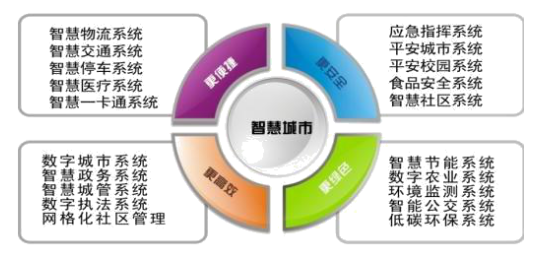 智慧物流系统
智慧交通系统
智慧停车系统
智慧医疗系统
智慧一卡通系统
更便捷
更安全
应急指挥系统
平安城市系统
平安校园系统
食品安全系统
智慧社区系统
智慧城市
数字城市系统
智慧政务系统
智慧城管系统
数字执法系统
网格化社区管理
更高效
更绿色
智慧节能系统
数字农业系统
环境监测系统
智能公交系统
低碳环保系统